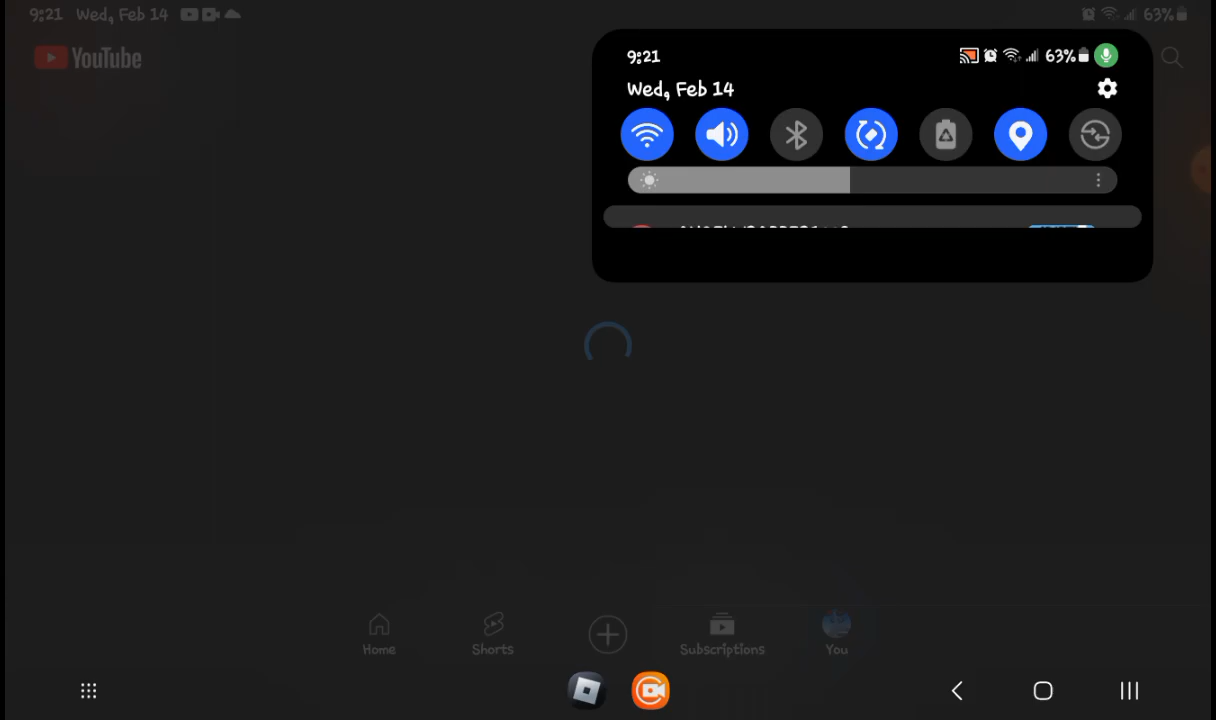 9:21 Wed, Feb 14
63%
YouTube
9:21
63%
Wed, Feb 14
Home
Shorts
Subscriptions
You